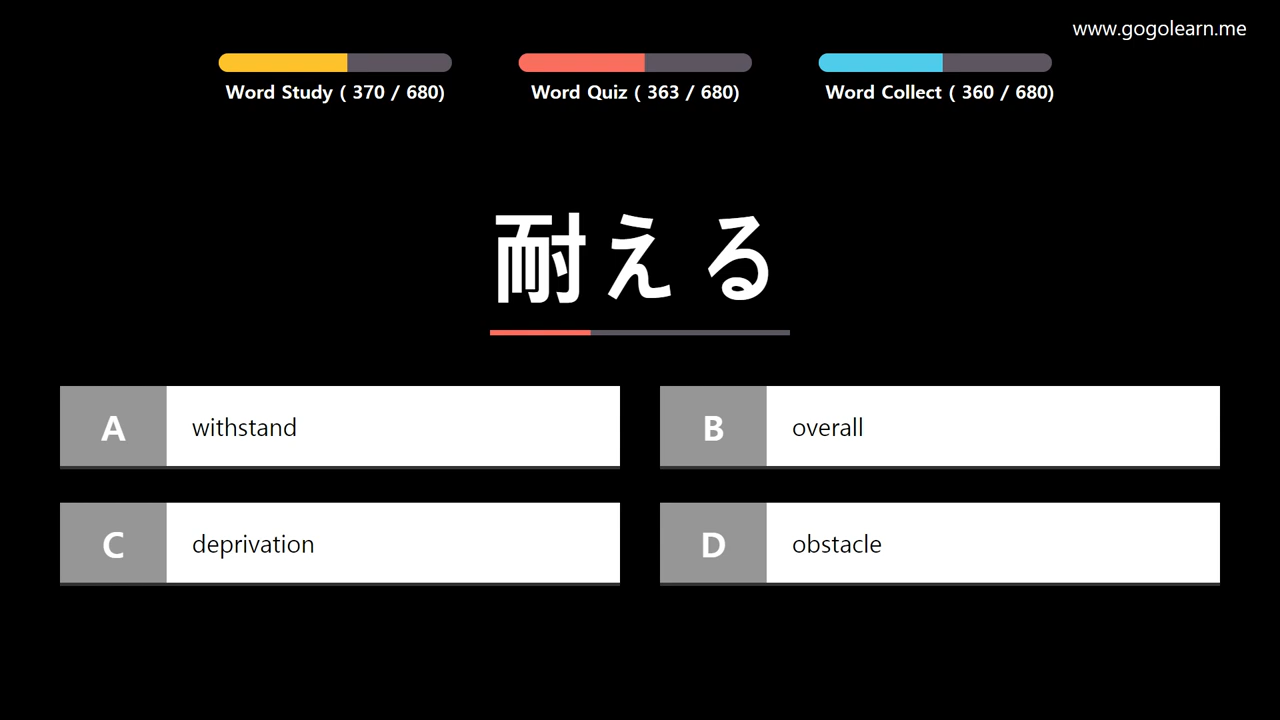 www.gogolearn.me
Word Study ( 370 / 680)
Word Quiz ( 363 / 680)
Word Collect ( 360 / 680)
耐える
A withstand
B overall
C deprivation
D obstacle